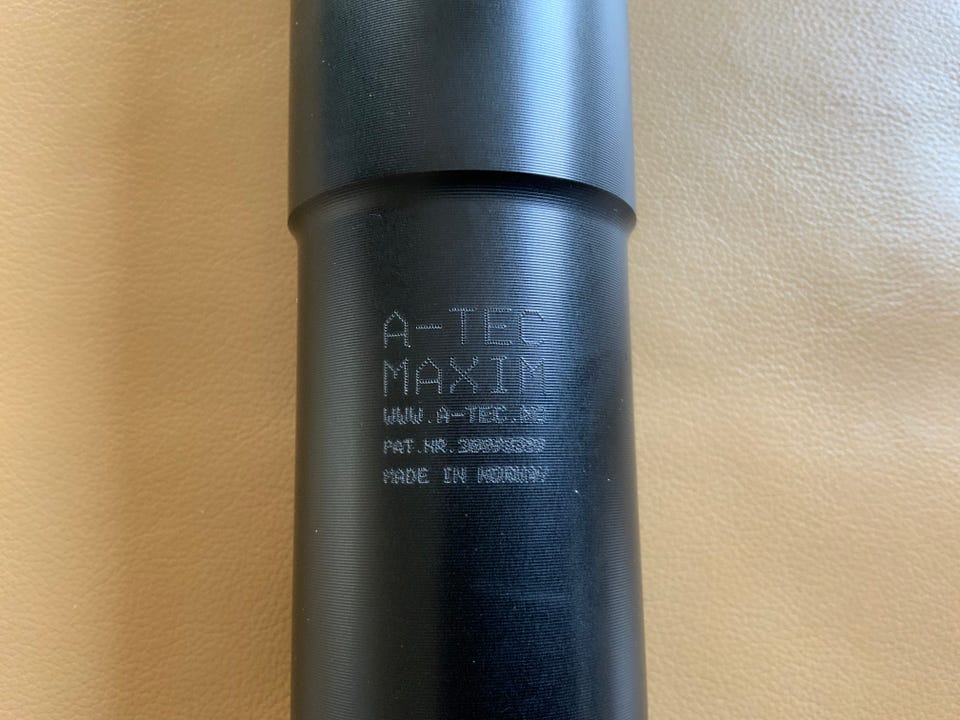 A-TEC
MAXIM
WWW.A-TEC.NO
PAT.NR.
MADE IN NORWAY